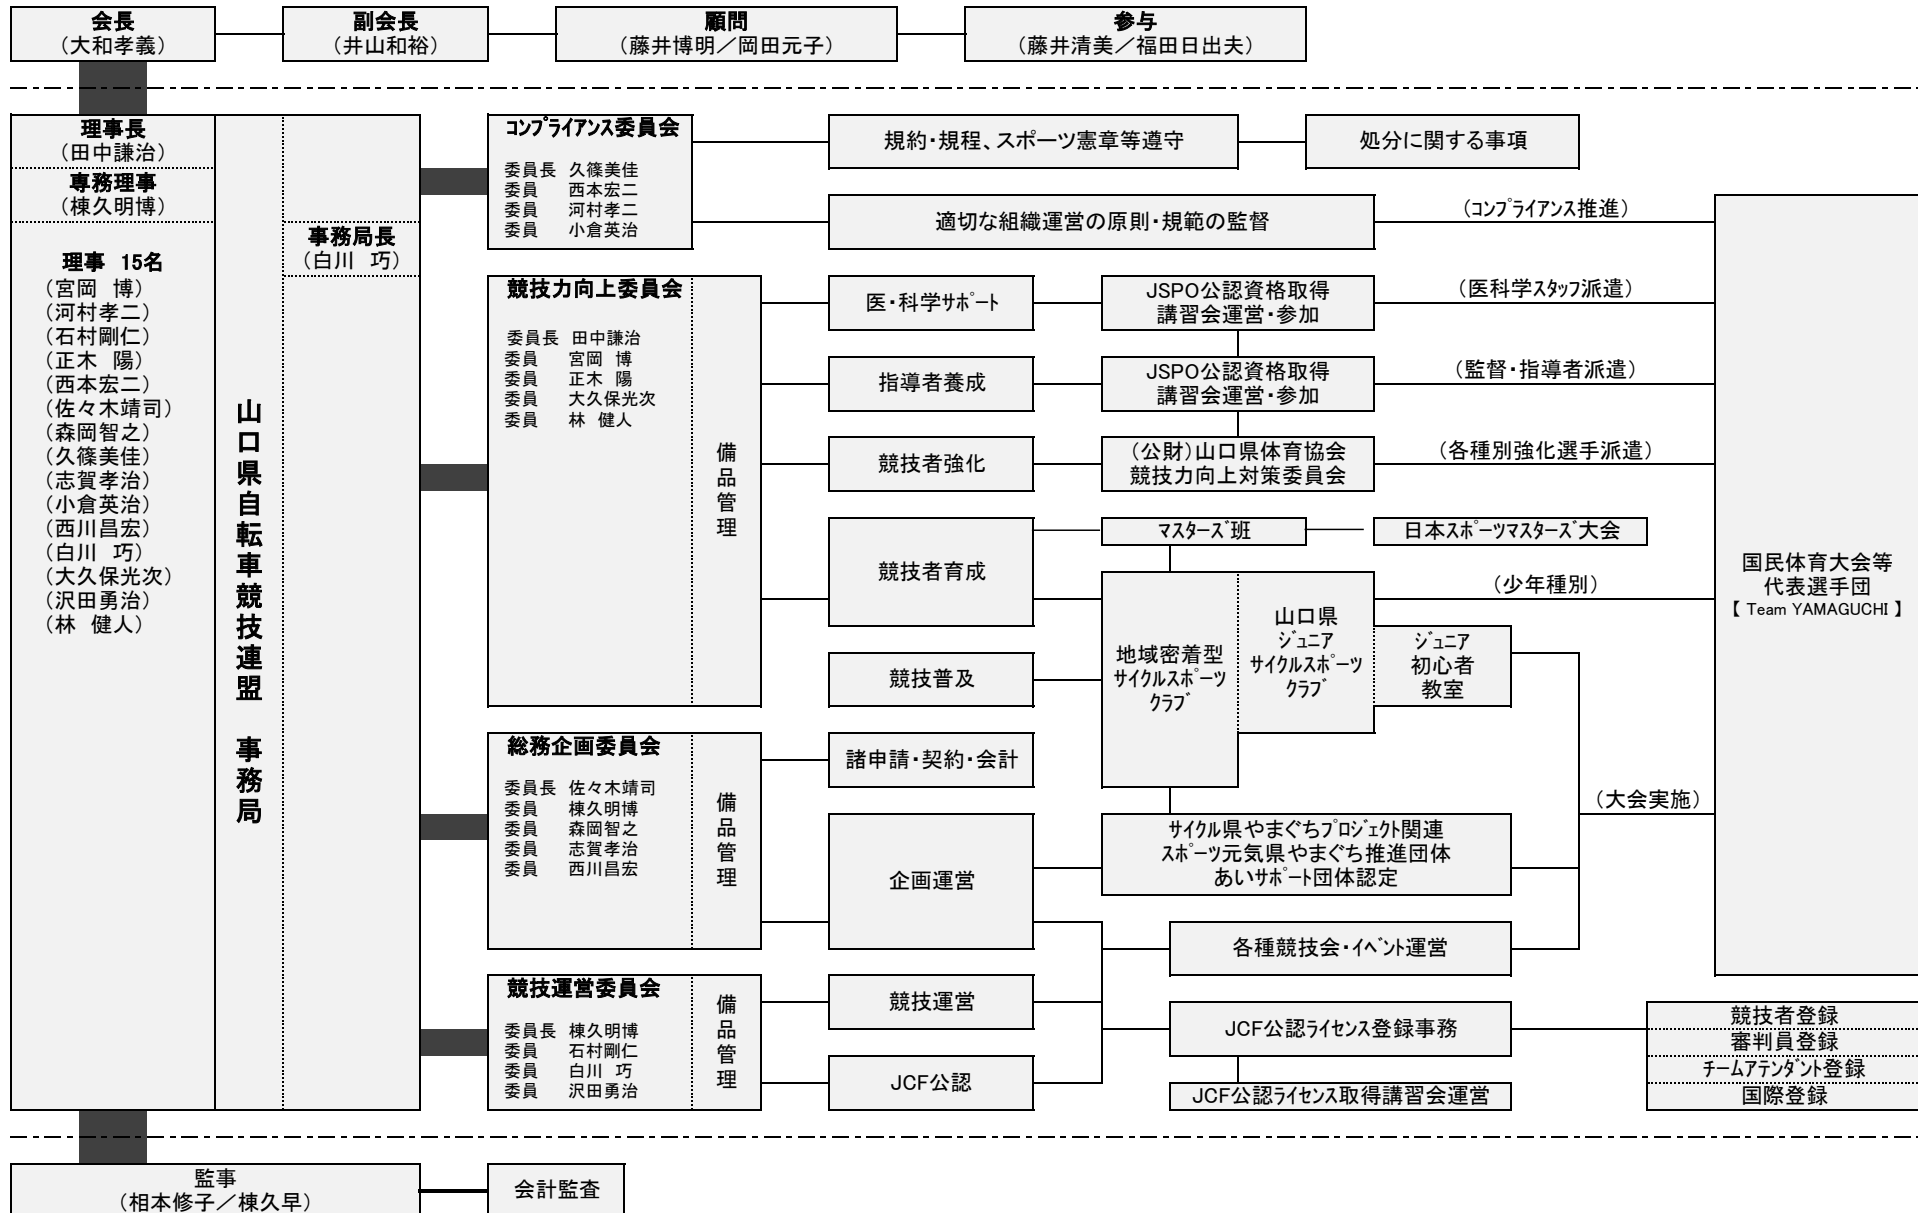 会長
（大和孝義）
副会長
（井山和裕）
顧問
（藤井博明／岡田元子）
参与
（藤井清美／福田日出夫）
理事長
（田中謙治）
専務理事
（棟久明博）
理事　15名
（宮岡　博）
（河村孝二）
（石村剛仁）
（正木　陽）
（西本宏二）
（佐々木靖司）
（森岡智之）
（久篠美佳）
（志賀孝治）
（小倉英治）
（西川昌宏）
（白川　巧）
（大久保光次）
（沢田勇治）
（林　健人）
山口県自転車競技連盟　事務局
事務局長
（白川　巧）
ｺﾝﾌﾟﾗｲｱﾝｽ委員会
委員長　久篠美佳
委員　　西本宏二
委員　　河村孝二
委員　　小倉英治
規約・規程、スポーツ憲章等遵守
処分に関する事項
適切な組織運営の原則・規範の監督
（ｺﾝﾌﾟﾗｲｱﾝｽ推進）
競技力向上委員会
委員長　田中謙治
委員　　宮岡　博
委員　　正木　陽
委員　　大久保光次
委員　　林　健人
備品管理
医・科学ｻﾎﾟｰﾄ
JSPO公認資格取得
講習会運営・参加
（医科学ｽﾀｯﾌ派遣）
指導者養成
JSPO公認資格取得
講習会運営・参加
（監督・指導者派遣）
競技者強化
（公財）山口県体育協会
競技力向上対策委員会
（各種別強化選手派遣）
競技者育成
ﾏｽﾀｰｽﾞ班
日本ｽﾎﾟｰﾂﾏｽﾀｰｽﾞ大会
（少年種別）
競技普及
地域密着型
ｻｲｸﾙｽﾎﾟｰﾂ
ｸﾗﾌﾞ
山口県
ｼﾞｭﾆｱ
ｻｲｸﾙｽﾎﾟｰﾂ
ｸﾗﾌﾞ
ｼﾞｭﾆｱ
初心者
教室
国民体育大会等
代表選手団
【 Team YAMAGUCHI 】
総務企画委員会
委員長　佐々木靖司
委員　　棟久明博
委員　　森岡智之
委員　　志賀孝治
委員　　西川昌宏
備品管理
諸申請・契約・会計
企画運営
ｻｲｸﾙ県やまぐちﾌﾟﾛｼﾞｪｸﾄ関連
ｽﾎﾟｰﾂ元気県やまぐち推進団体
あいｻﾎﾟｰﾄ団体認定
（大会実施）
各種競技会・ｲﾍﾞﾝﾄ運営
競技運営委員会
委員長　棟久明博
委員　　石村剛仁
委員　　白川　巧
委員　　沢田勇治
備品管理
競技運営
JCF公認
JCF公認ﾗｲｾﾝｽ登録事務
JCF公認ﾗｲｾﾝｽ取得講習会運営
競技者登録
審判員登録
ﾁｰﾑｱﾃﾝﾀﾞﾝﾄ登録
国際登録
監事
（相本修子／棟久早）
会計監査